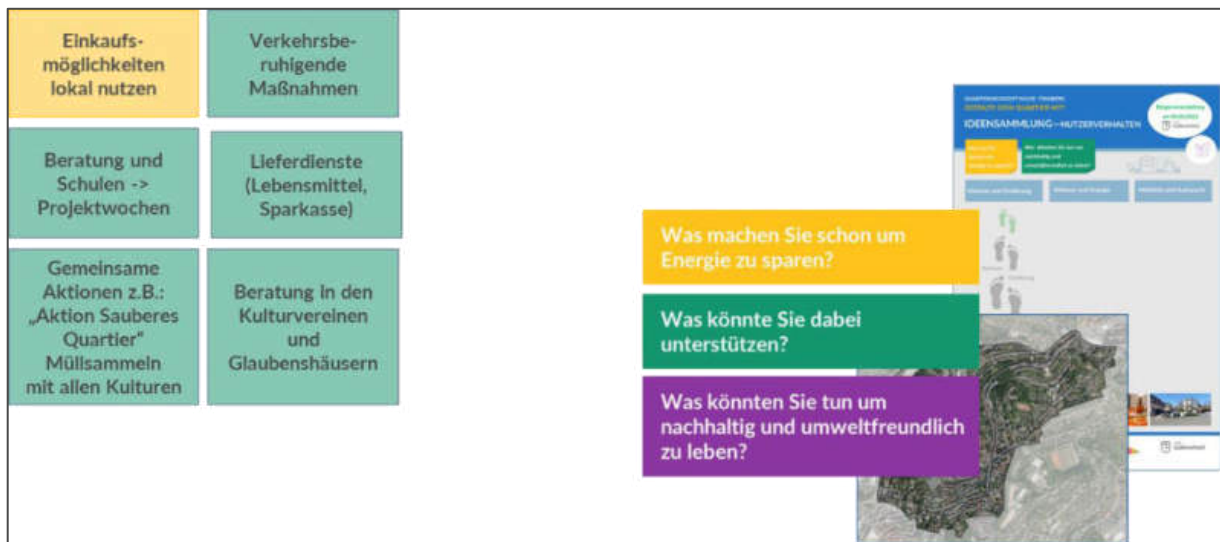 Einkaufs-
möglichkeiten
lokal nutzen
Verkehrsbe-
ruhigende
Maßnahmen
Beratung und
Schulen ->
Projektwochen
Lieferdienste
(Lebensmittel,
Sparkasse)
Gemeinsame
Aktionen z.B.:
„Aktion Sauberes
Quartier“
Müllsammeln
mit allen Kulturen
Beratung in den
Kulturvereinen
und
Glaubenshäusern
Was machen Sie schon um
Energie zu sparen?
Was könnte Sie dabei
unterstützen?
Was könnten Sie tun um
nachhaltig und umweltfreundlich
zu leben?
IDEENSAMMLUNG – NUTZERVERHALTEN